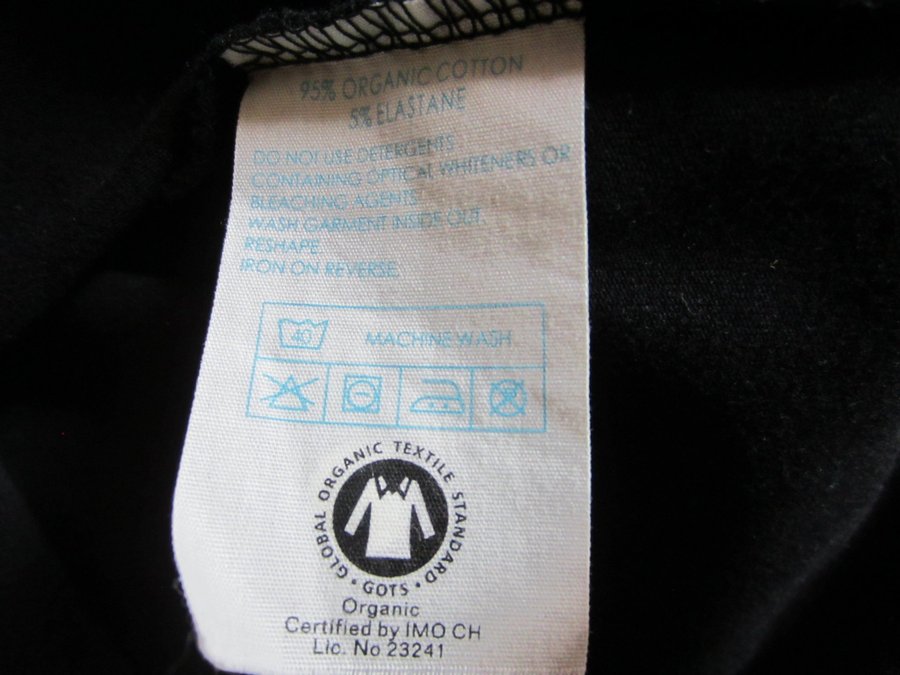 95% ORGANIC COTTON
5% ELASTANE
DO NOT USE DETERGENTS
CONTAINING OPTICAL WHITENERS OR
BLEACHING AGENTS.
WASH GARMENT INSIDE OUT.
RESHAPE.
IRON ON REVERSE.
40 MACHINE WASH
GLOBAL ORGANIC TEXTILE STANDARD
· GOTS ·
Organic
Certified by IMO CH
Lic. No 23241